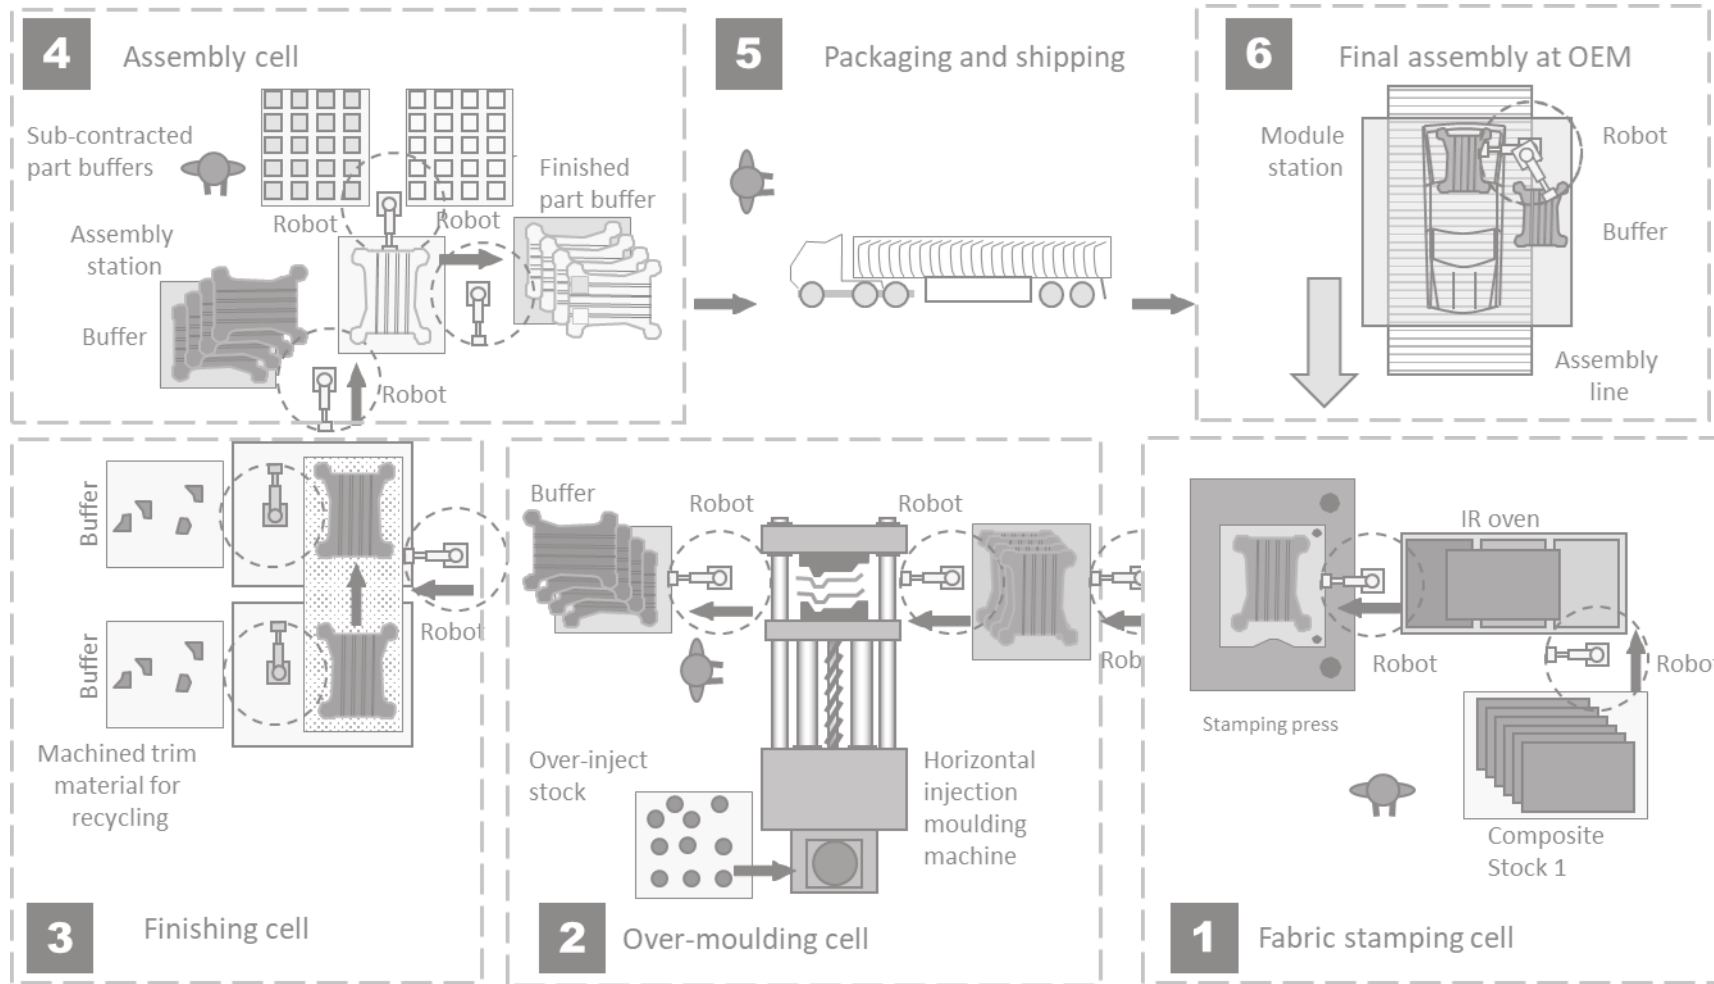 4
Assembly cell
Sub-contracted
part buffers
Robot
Robot
Finished
part buffer
Assembly
station
Buffer
Robot
5
Packaging and shipping
6
Final assembly at OEM
Module
station
Robot
Buffer
Assembly
line
Buffer
Buffer
Robot
Machined trim
material for
recycling
3
Finishing cell
Buffer
Robot
Robot
Rob
Over-inject
stock
Horizontal
injection
moulding
machine
2
Over-moulding cell
IR oven
Robot
Robot
Stamping press
Composite
Stock 1
1
Fabric stamping cell